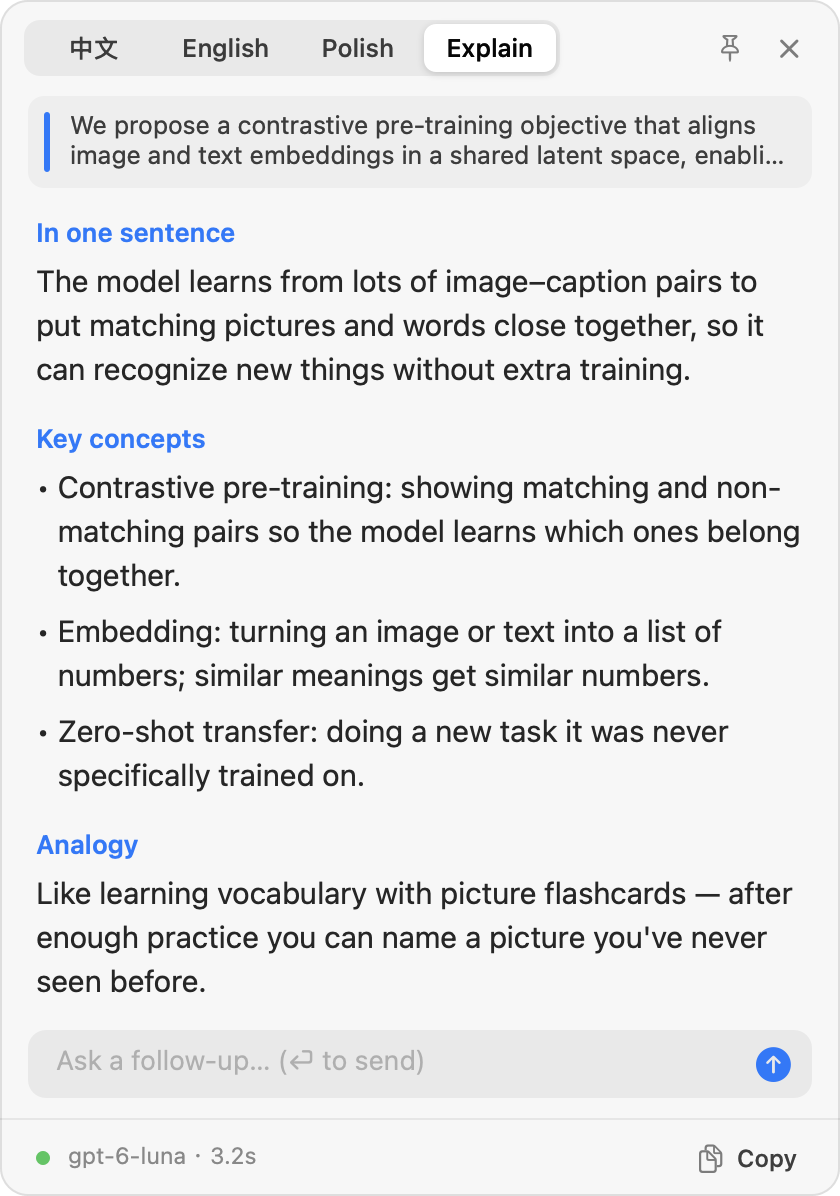 中文 English Polish Explain
We propose a contrastive pre-training objective that aligns
image and text embeddings in a shared latent space, enabli...
In one sentence
The model learns from lots of image–caption pairs to
put matching pictures and words close together, so it
can recognize new things without extra training.
Key concepts
• Contrastive pre-training: showing matching and non-
matching pairs so the model learns which ones belong
together.
• Embedding: turning an image or text into a list of
numbers; similar meanings get similar numbers.
• Zero-shot transfer: doing a new task it was never
specifically trained on.
Analogy
Like learning vocabulary with picture flashcards — after
enough practice you can name a picture you've never
seen before.
Ask a follow-up... (↩ to send)
gpt-6-luna · 3.2s Copy